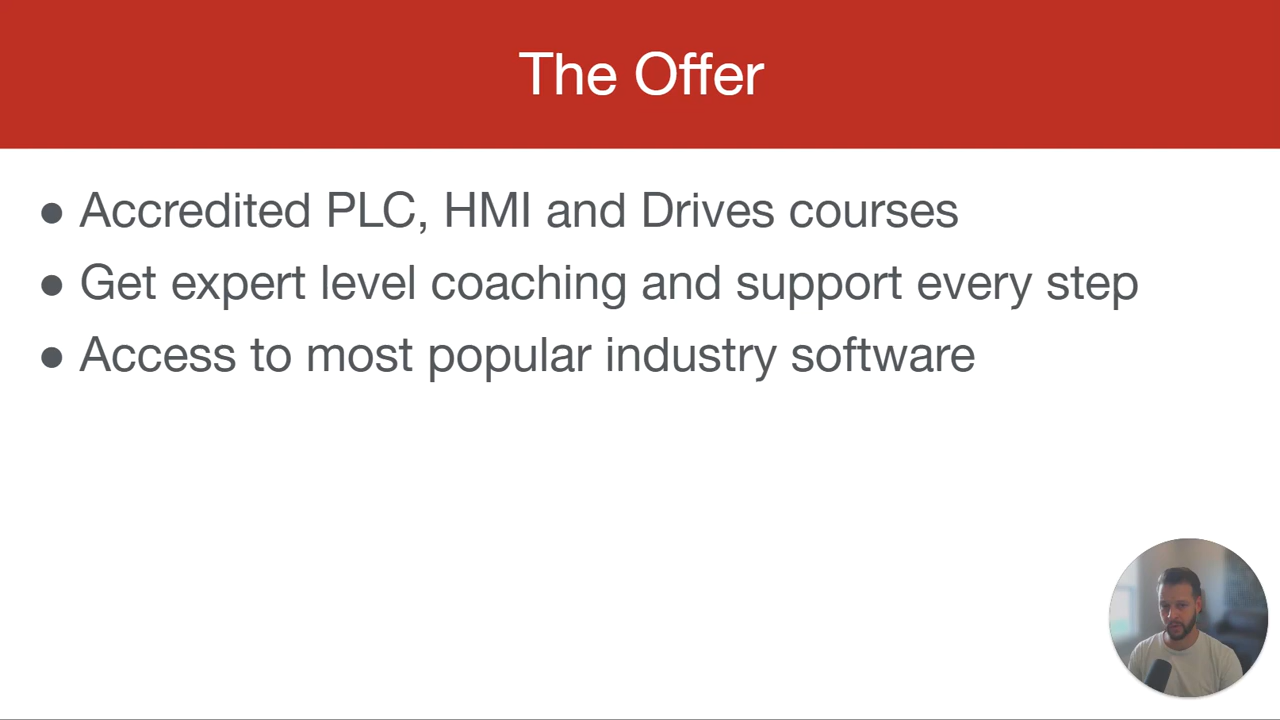 The Offer
● Accredited PLC, HMI and Drives courses
● Get expert level coaching and support every step
● Access to most popular industry software